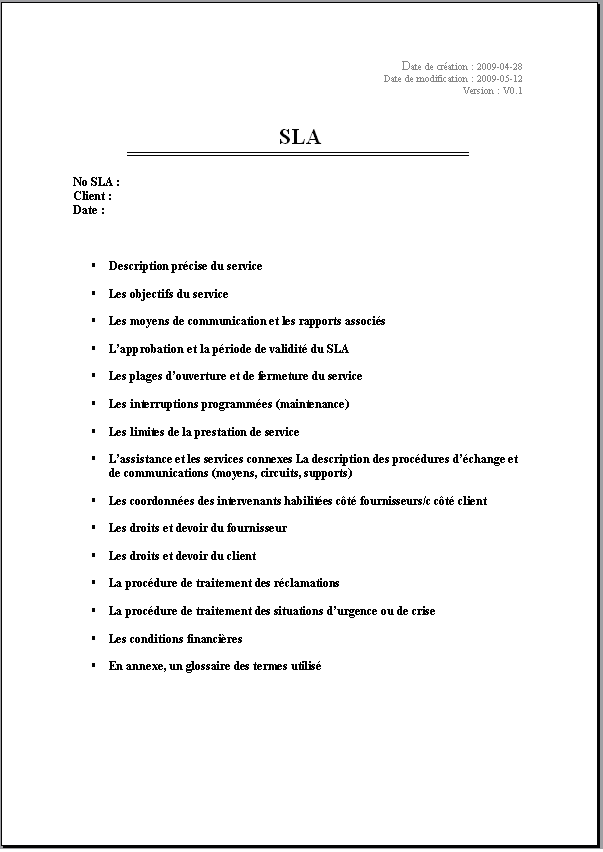 Date de création : 2009-04-28
Date de modification : 2009-05-12
Version : V0.1
SLA
No SLA :
Client :
Date :
▪ Description précise du service
▪ Les objectifs du service
▪ Les moyens de communication et les rapports associés
▪ L’approbation et la période de validité du SLA
▪ Les plages d’ouverture et de fermeture du service
▪ Les interruptions programmées (maintenance)
▪ Les limites de la prestation de service
▪ L’assistance et les services connexes La description des procédures d’échange et
de communications (moyens, circuits, supports)
▪ Les coordonnées des intervenants habilitées côté fournisseurs/c côté client
▪ Les droits et devoir du fournisseur
▪ Les droits et devoir du client
▪ La procédure de traitement des réclamations
▪ La procédure de traitement des situations d’urgence ou de crise
▪ Les conditions financières
▪ En annexe, un glossaire des termes utilisé